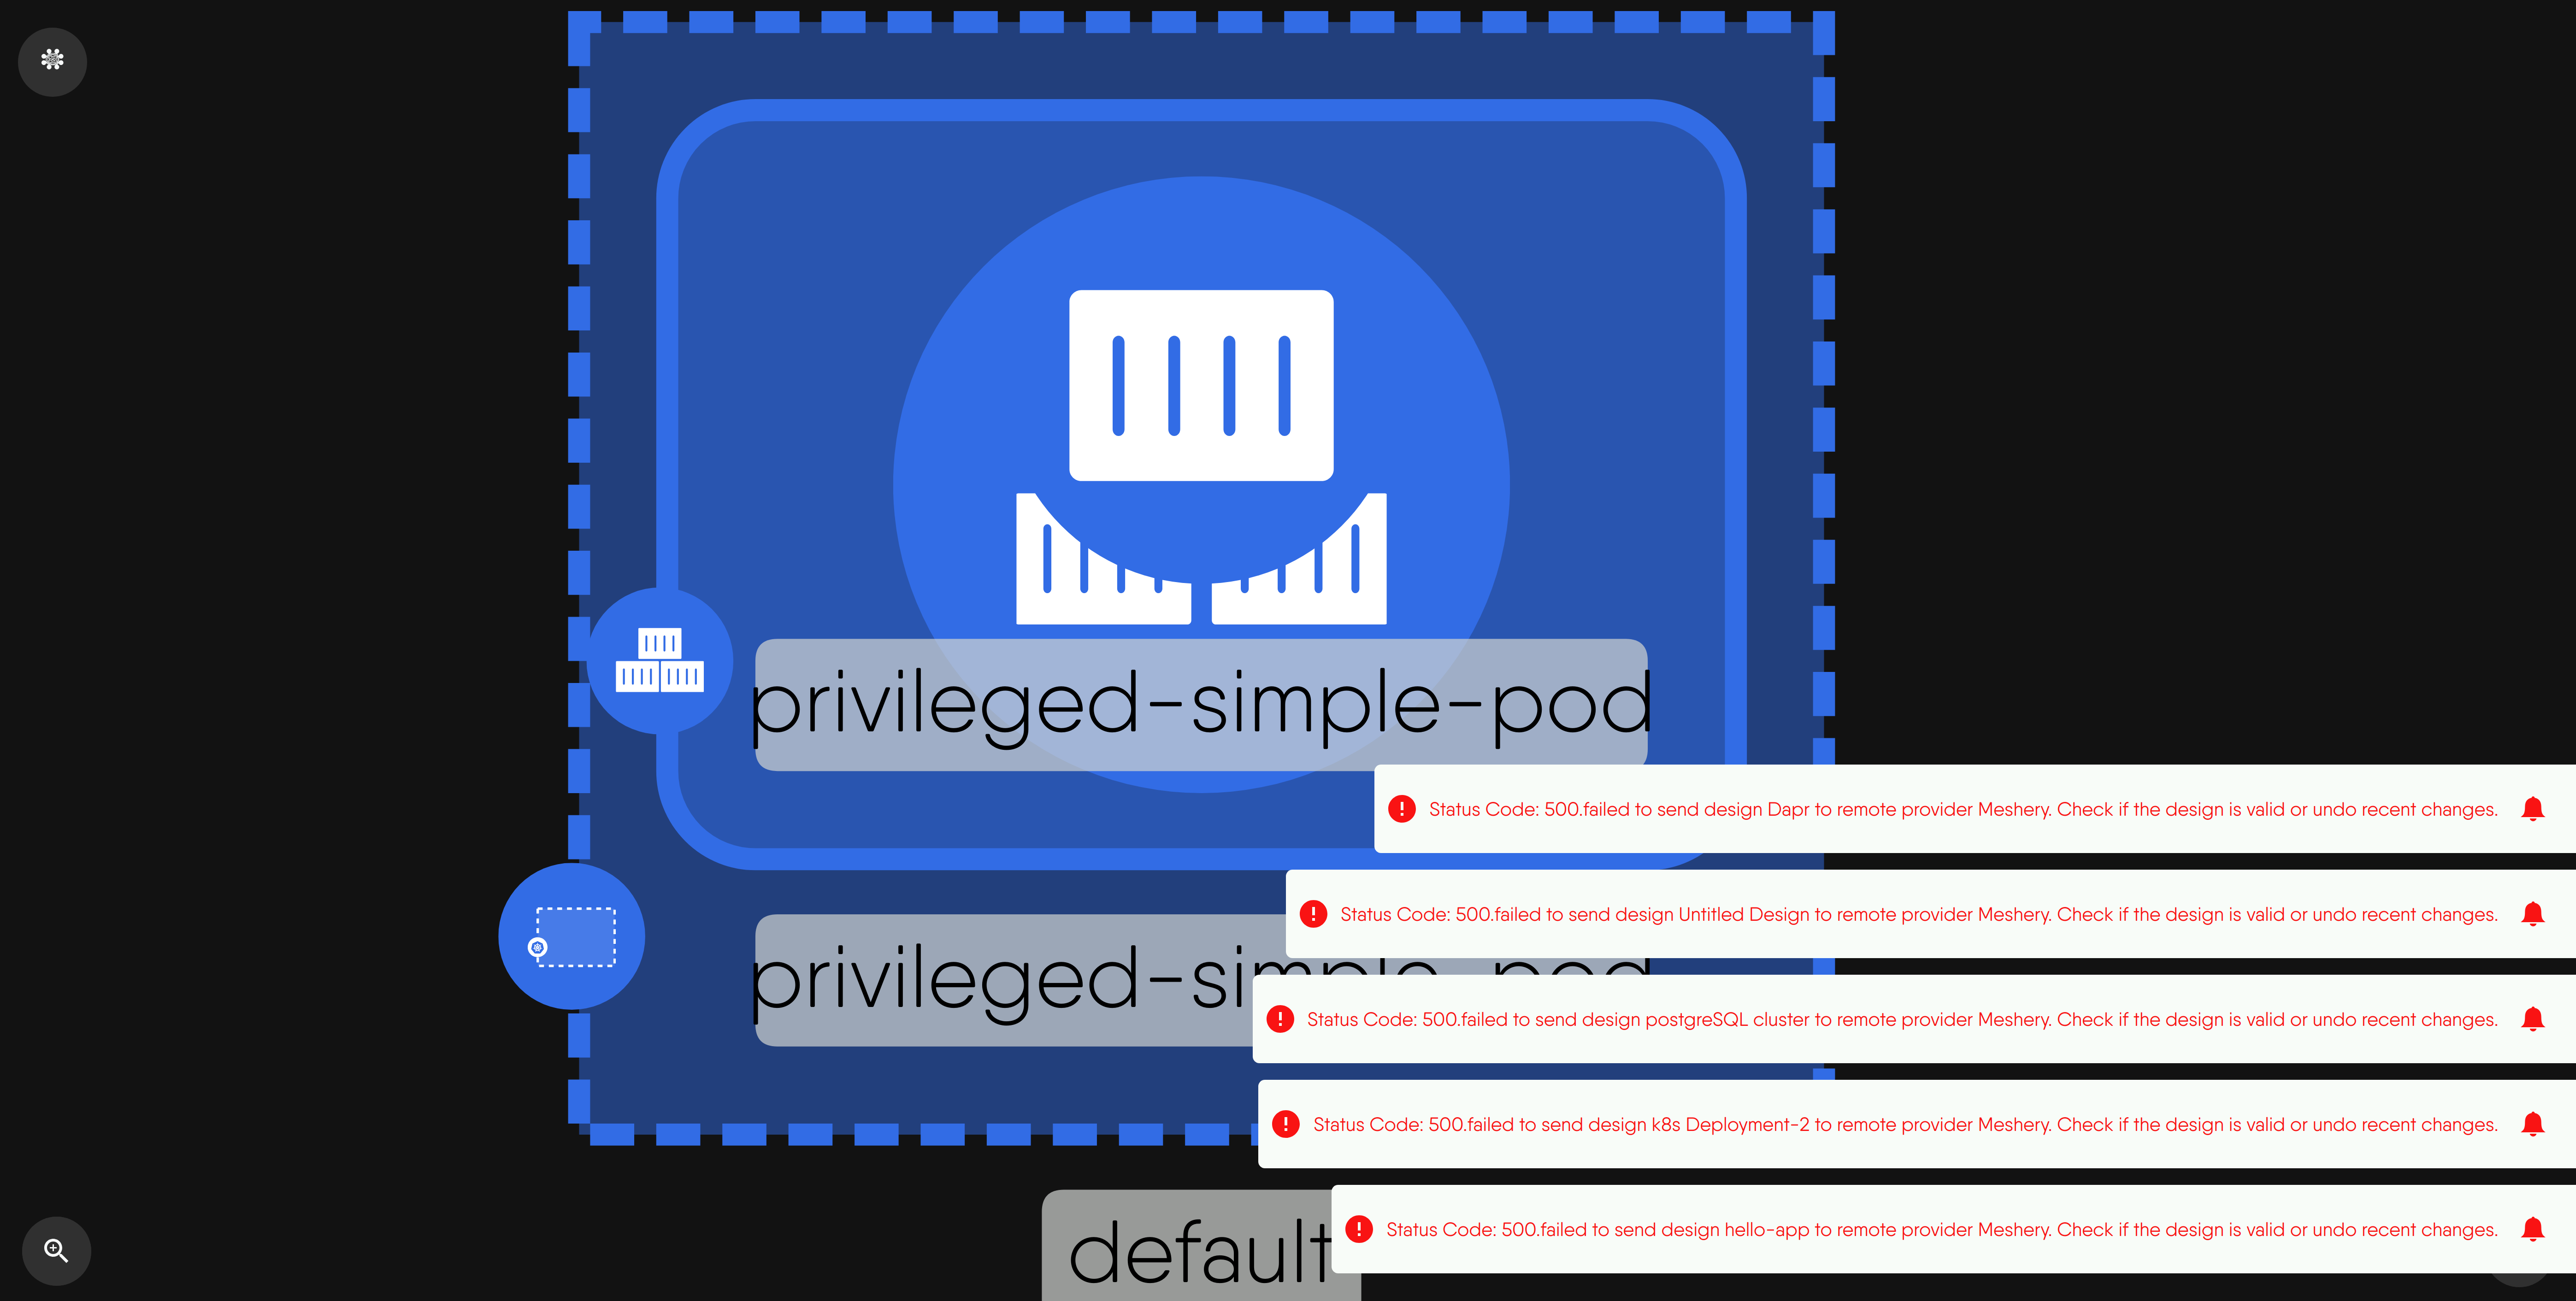 privileged-simple-pod
Status Code: 500.failed to send design Dapr to remote provider Meshery. Check if the design is valid or undo recent changes.
Status Code: 500.failed to send design Untitled Design to remote provider Meshery. Check if the design is valid or undo recent changes.
privileged-simple-pod
Status Code: 500.failed to send design postgreSQL cluster to remote provider Meshery. Check if the design is valid or undo recent changes.
Status Code: 500.failed to send design k8s Deployment-2 to remote provider Meshery. Check if the design is valid or undo recent changes.
Status Code: 500.failed to send design hello-app to remote provider Meshery. Check if the design is valid or undo recent changes.
default